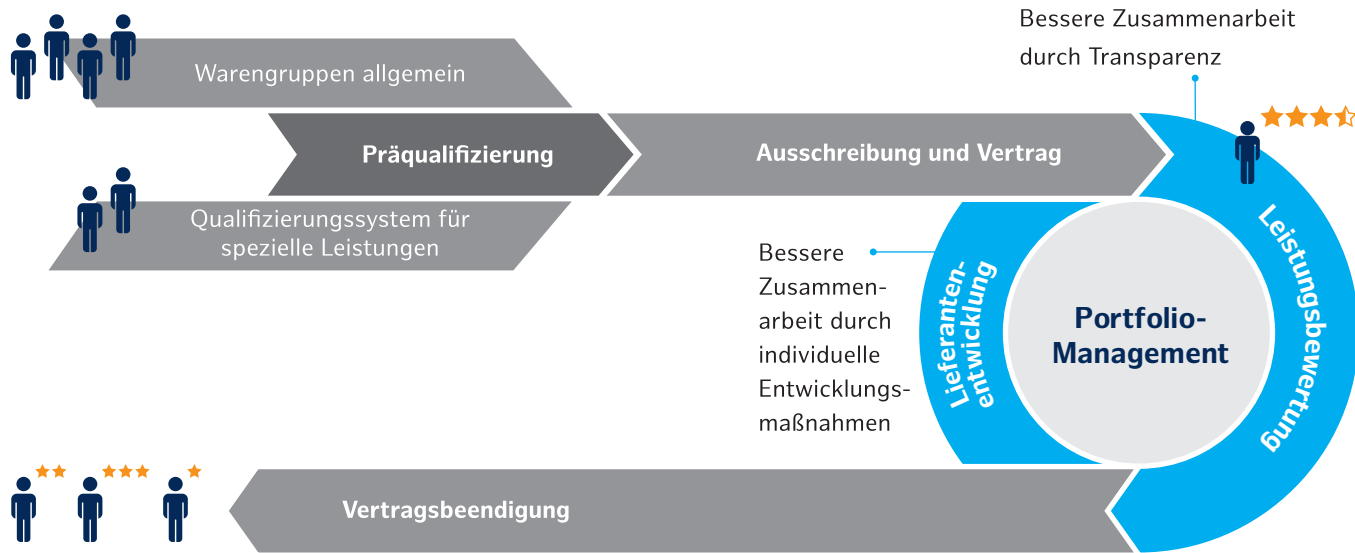 Bessere Zusammenarbeit
durch Transparenz
Warengruppen allgemein
Präqualifizierung
Ausschreibung und Vertrag
Qualifizierungssystem für
spezielle Leistungen
Leistungsbewertung
Bessere
Zusammen-
arbeit durch
individuelle
Entwicklungs-
maßnahmen
Lieferanten-
entwicklung
Portfolio-
Management
Vertragsbeendigung